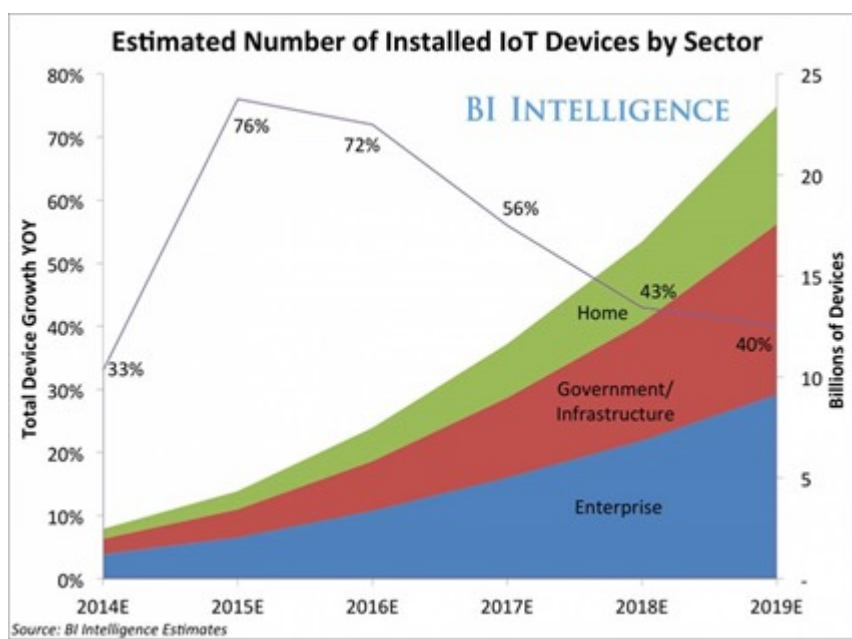 Estimated Number of Installed IoT Devices by Sector
BI INTELLIGENCE
Total Device Growth YOY
80%
70%
60%
50%
40%
30%
20%
10%
0%
33%
76%
72%
56%
43%
40%
Home
Government/
Infrastructure
Enterprise
25
20
15
10
5
-
Billions of Devices
2014E 2015E 2016E 2017E 2018E 2019E
Source: BI Intelligence Estimates